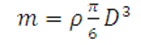 m = ρ π/6 D³